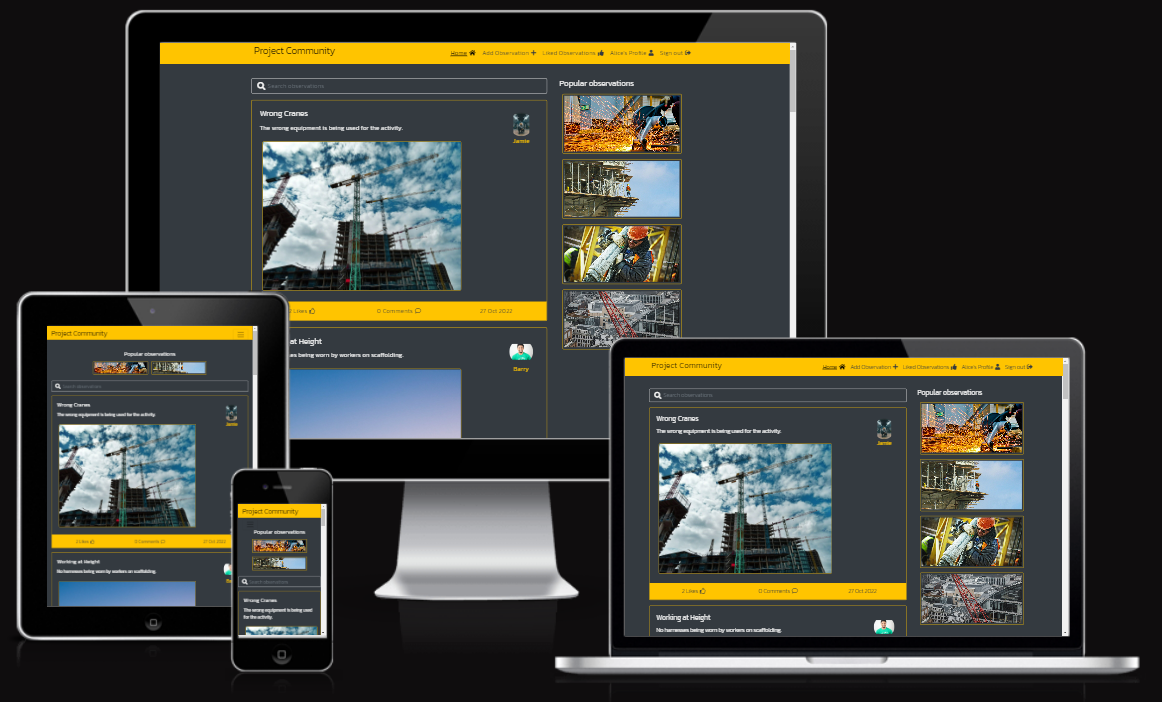 Project Community
Home Add Observation Liked Observations Alice's Profile Sign out
Search observations
Popular observations
Wrong Cranes
The wrong equipment is being used for the activity.
Jamie
Likes 0 Comments 27 Oct 2022
at Height
being worn by workers on scaffolding.
Barry
Project Community
Popular observations
Search observations
Wrong Cranes
The wrong equipment is being used for the activity.
Jamie
2 Likes 0 Comments 27 Oct 2022
Working at Height
No harnesses being worn by workers on scaffolding.
Project Community
Popular observations
Search observations
Wrong Cranes
The wrong equipment is being used
for the activity.
Project Community
Home Add Observation Liked Observations Alice's Profile Sign out
Search observations
Popular observations
Wrong Cranes
The wrong equipment is being used for the activity.
Jamie
2 Likes 0 Comments 27 Oct 2022
Working at Height
No harnesses being worn by workers on scaffolding.